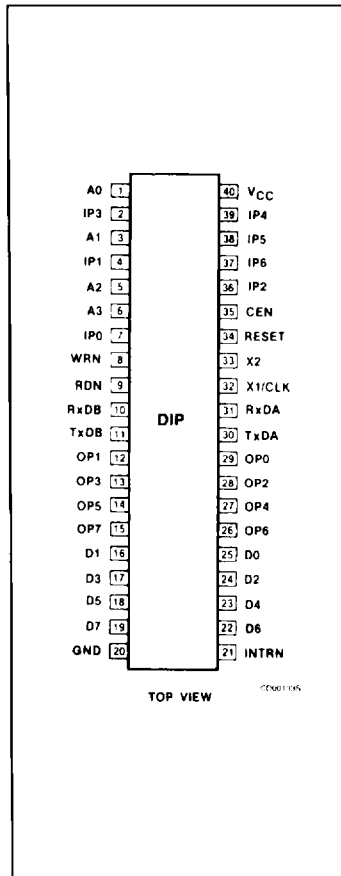 A0 1 40 VCC
IP3 2 39 IP4
A1 3 38 IP5
IP1 4 37 IP6
A2 5 36 IP2
A3 6 35 CEN
IP0 7 34 RESET
WRN 8 33 X2
RDN 9 32 X1/CLK
RxDB 10 31 RxDA
TxDB 11 DIP 30 TxDA
OP1 12 29 OP0
OP3 13 28 OP2
OP5 14 27 OP4
OP7 15 26 OP6
D1 16 25 D0
D3 17 24 D2
D5 18 23 D4
D7 19 22 D6
GND 20 21 INTRN
TOP VIEW